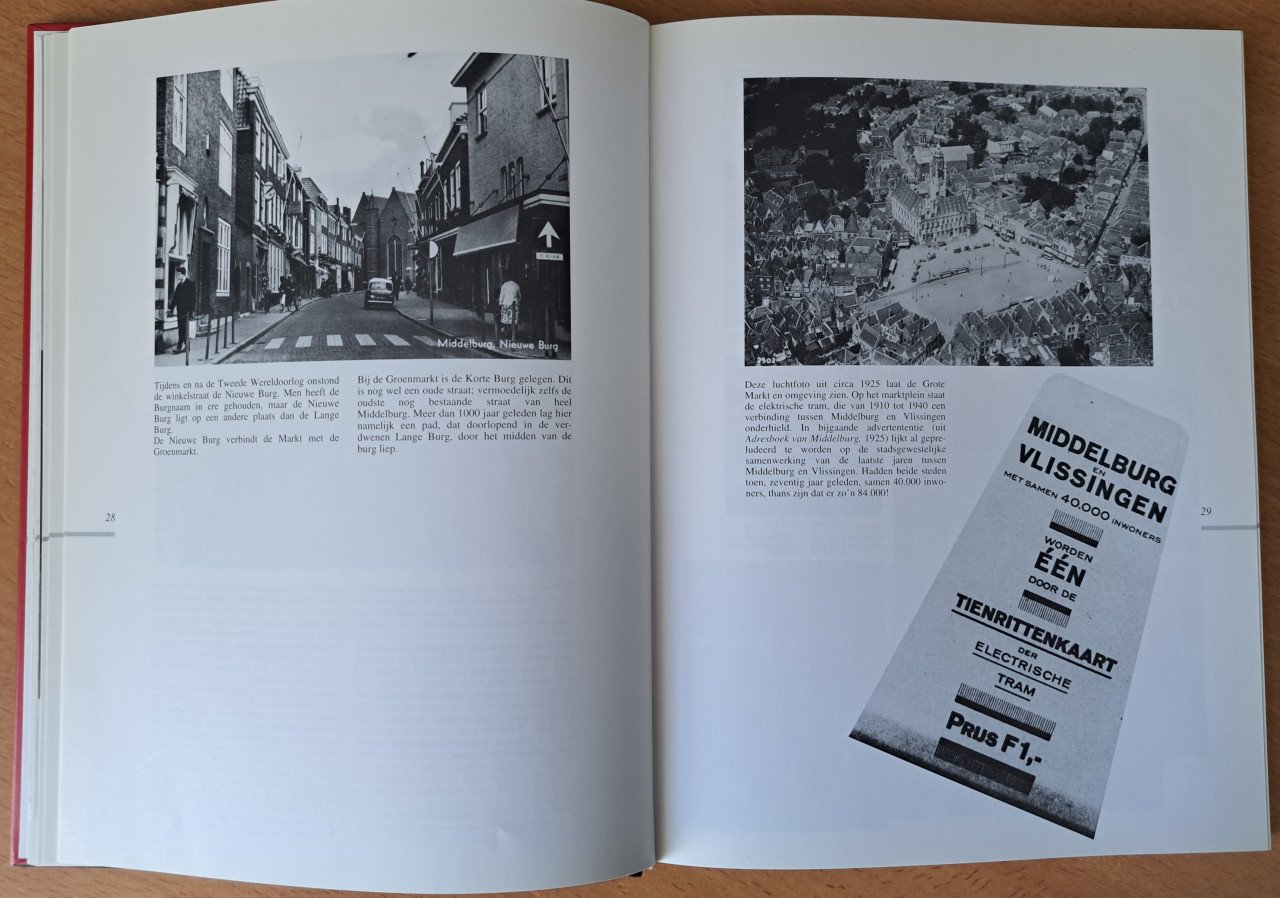 Middelburg, Nieuwe Burg
Tijdens en na de Tweede Wereldoorlog onstond
de winkelstraat de Nieuwe Burg. Men heeft de
Burgnaam in ere gehouden, maar de Nieuwe
Burg ligt op een andere plaats dan de Lange
Burg.
De Nieuwe Burg verbindt de Markt met de
Groenmarkt.
Bij de Groenmarkt is de Korte Burg gelegen. Dit
is nog wel een oude straat; vermoedelijk zelfs de
oudste nog bestaande straat van heel
Middelburg. Meer dan 1000 jaar geleden lag hier
namelijk een pad, dat doorlopend in de ver-
dwenen Lange Burg, door het midden van de
burg liep.
28
3902
Deze luchtfoto uit circa 1925 laat de Grote
Markt en omgeving zien. Op het marktplein staat
de elektrische tram, die van 1910 tot 1940 een
verbinding tussen Middelburg en Vlissingen
onderhield. In bijgaande advertentente (uit
Adresboek van Middelburg, 1925) lijkt al gepre-
ludeerd te worden op de stadsgewestelijke
samenwerking van de laatste jaren tussen
Middelburg en Vlissingen. Hadden beide steden
toen, zeventig jaar geleden, samen 40.000 inwo-
ners, thans zijn dat er zo'n 84.000!
MIDDELBURG
EN
VLISSINGEN
MET SAMEN 40.000 INWONERS
WORDEN
ÉÉN
DOOR DE
TIENRITTENKAART
DER
ELECTRISCHE
TRAM
PRIJS F 1,-
29